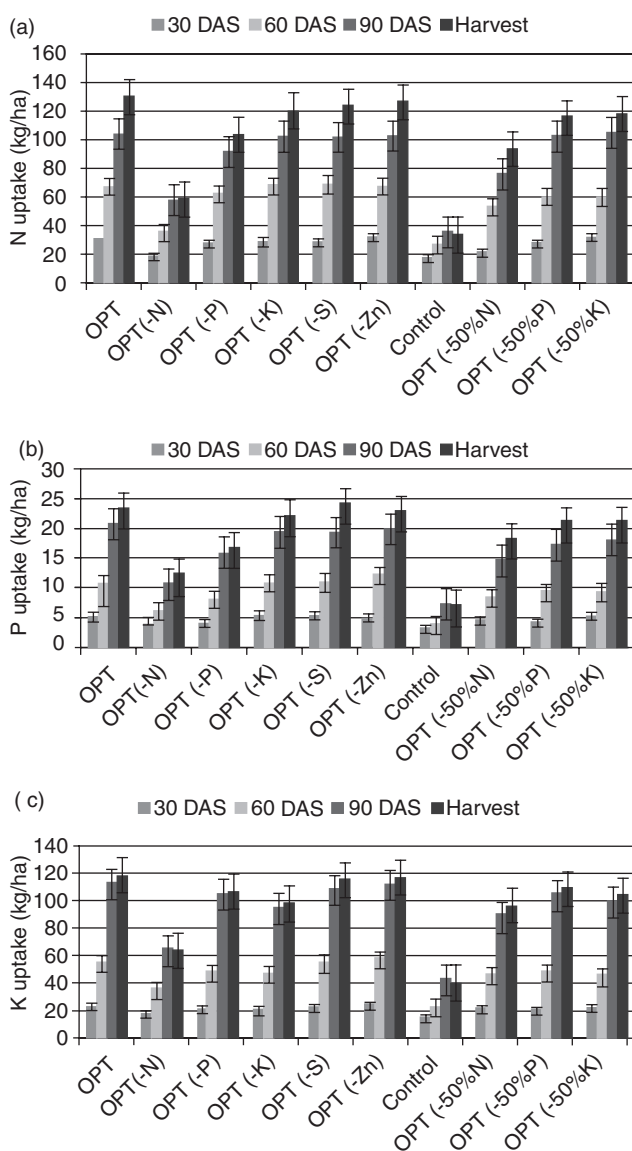 (a)
30 DAS 60 DAS 90 DAS Harvest
N uptake (kg/ha)
160
140
120
100
80
60
40
20
0
OPT
OPT(-N)
OPT (-P)
OPT (-K)
OPT (-S)
OPT (-Zn)
Control
OPT (-50%N)
OPT (-50%P)
OPT (-50%K)
(b)
30 DAS 60 DAS 90 DAS Harvest
P uptake (kg/ha)
30
25
20
15
10
5
0
OPT
OPT(-N)
OPT (-P)
OPT (-K)
OPT (-S)
OPT (-Zn)
Control
OPT (-50%N)
OPT (-50%P)
OPT (-50%K)
( c)
30 DAS 60 DAS 90 DAS Harvest
K uptake (kg/ha)
140
120
100
80
60
40
20
0
OPT
OPT(-N)
OPT (-P)
OPT (-K)
OPT (-S)
OPT (-Zn)
Control
OPT (-50%N)
OPT (-50%P)
OPT (-50%K)